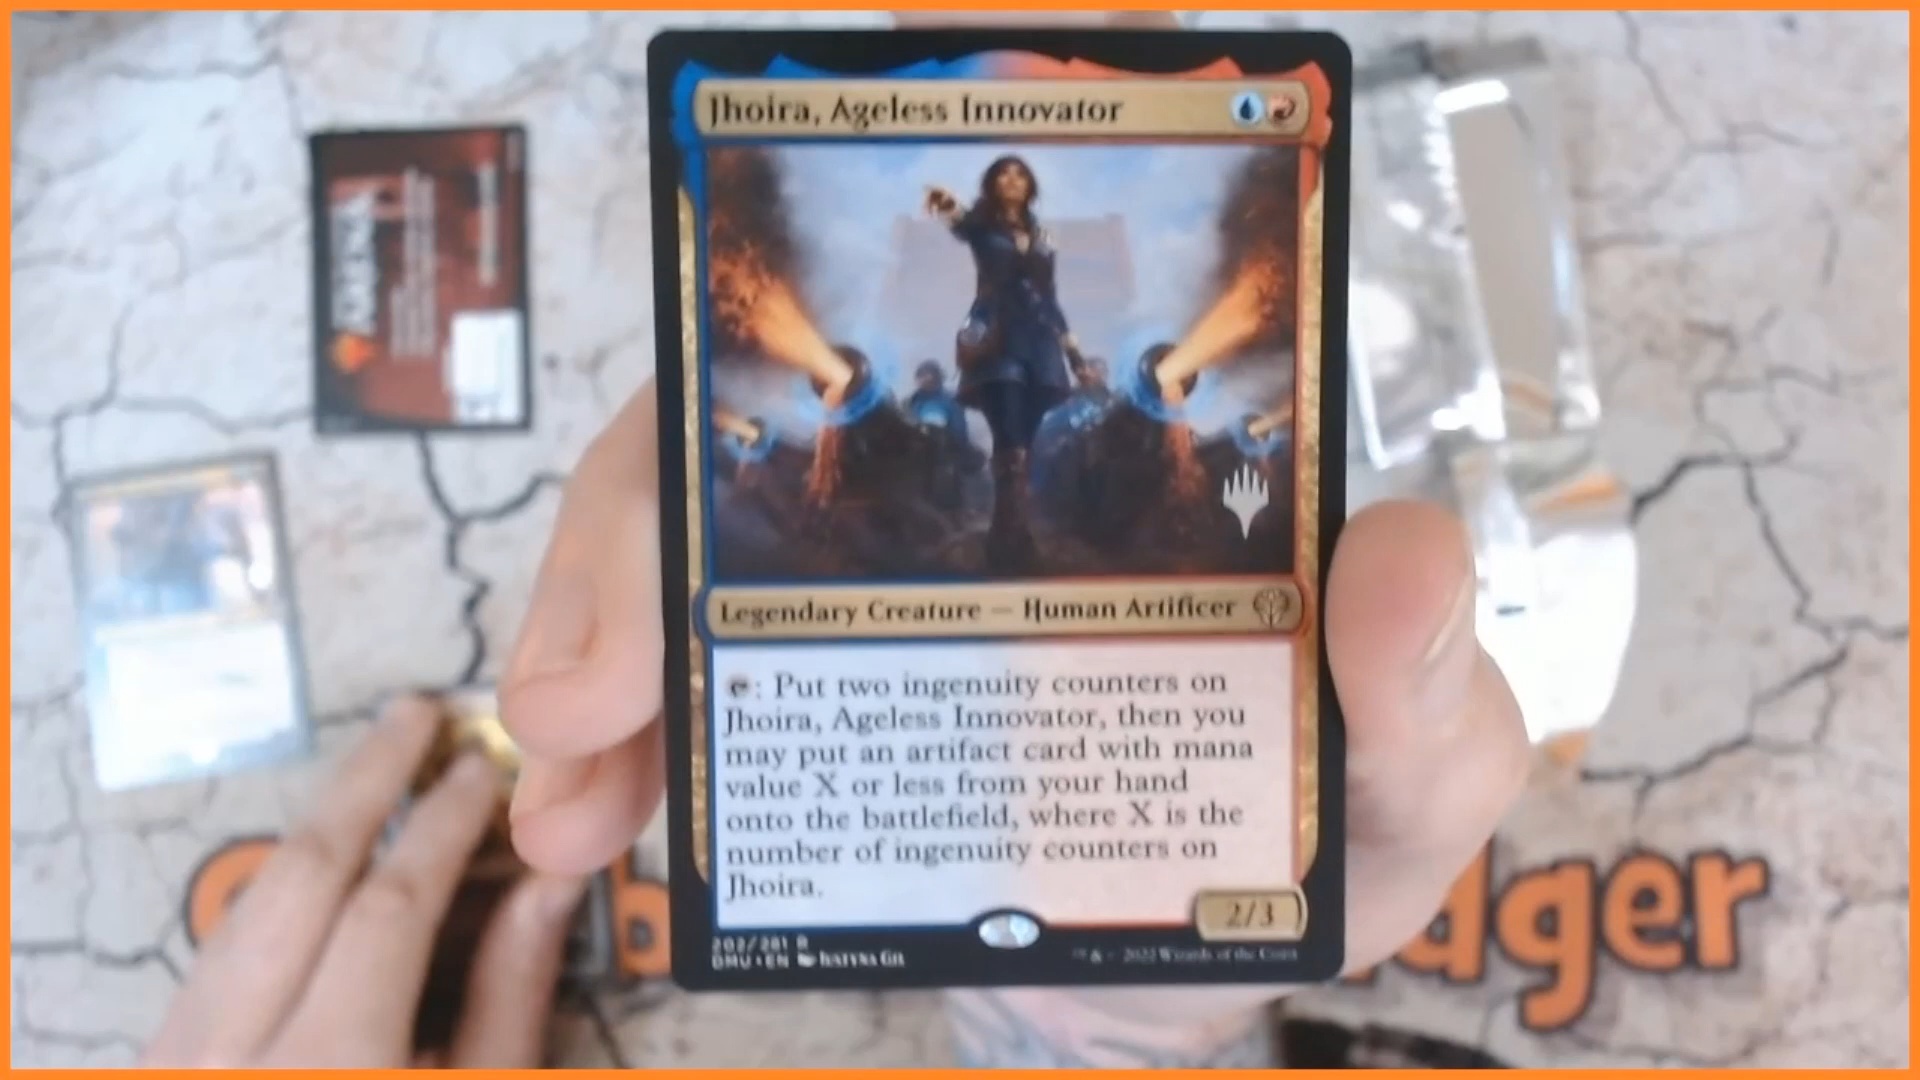 Jhoira, Ageless Innovator
Legendary Creature — Human Artificer
: Put two ingenuity counters on
Jhoira, Ageless Innovator, then you
may put an artifact card with mana
value X or less from your hand
onto the battlefield, where X is the
number of ingenuity counters on
Jhoira.
2/3
202/281 R
DMU • EN
2022 Wizards of the Coast